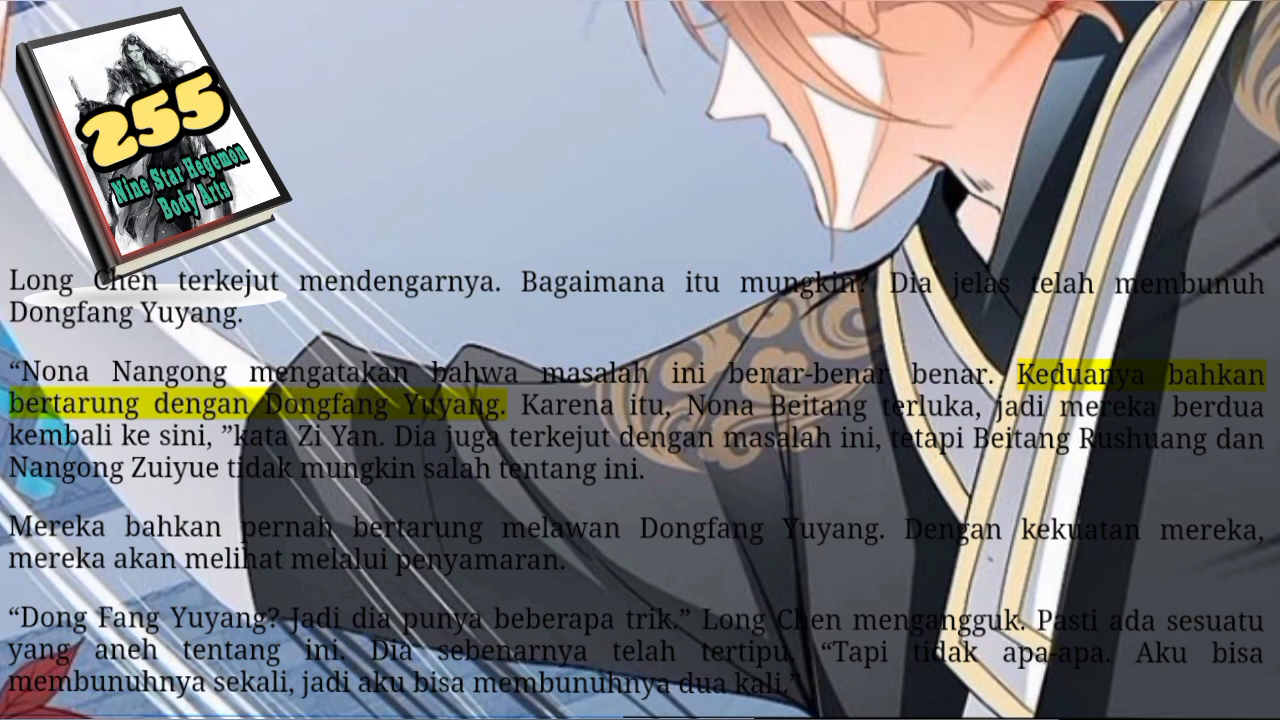 255
Nine Star Hegemon
Body Arts
Long Chen terkejut mendengarnya. Bagaimana itu mungkin? Dia jelas telah membunuh
Dongfang Yuyang.
“Nona Nangong mengatakan bahwa masalah ini benar-benar benar. Keduanya bahkan
bertarung dengan Dongfang Yuyang. Karena itu, Nona Beitang terluka, jadi mereka berdua
kembali ke sini, ”kata Zi Yan. Dia juga terkejut dengan masalah ini, tetapi Beitang Rushuang dan
Nangong Zuiyue tidak mungkin salah tentang ini.
Mereka bahkan pernah bertarung melawan Dongfang Yuyang. Dengan kekuatan mereka,
mereka akan melihat melalui penyamaran.
“Dong Fang Yuyang? Jadi dia punya beberapa trik.” Long Chen mengangguk. Pasti ada sesuatu
yang aneh tentang ini. Dia sebenarnya telah tertipu. “Tapi tidak apa-apa. Aku bisa
membunuhnya sekali, jadi aku bisa membunuhnya dua kali.”